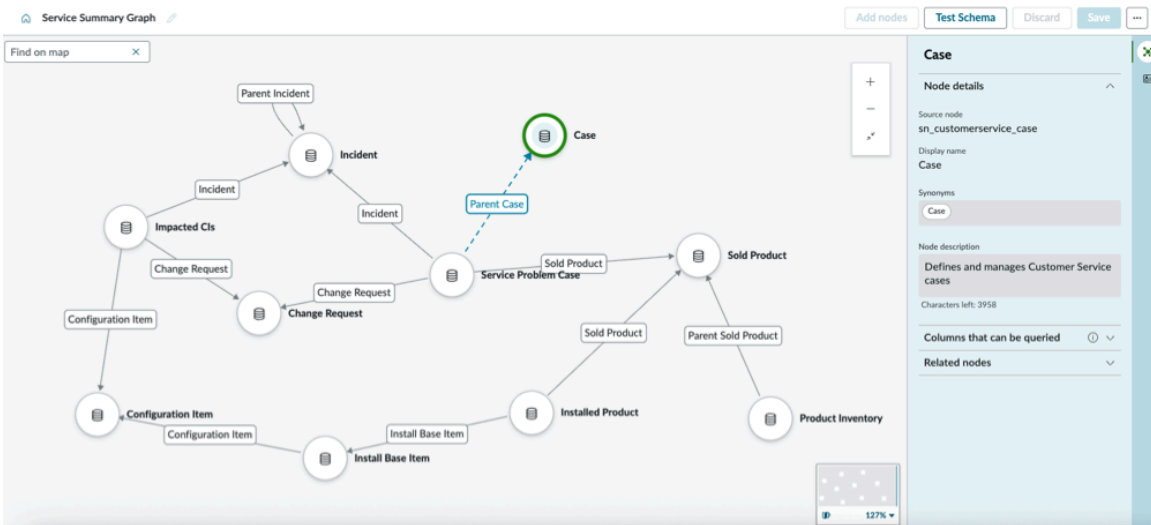 Service Summary Graph
Add nodes
Test Schema
Discard
Save
Find on map
Parent Incident
Incident
Case
Incident
Parent Case
Incident
Impacted CIs
Change Request
Sold Product
Sold Product
Service Problem Case
Change Request
Change Request
Configuration Item
Sold Product
Parent Sold Product
Configuration Item
Configuration Item
Install Base Item
Installed Product
Product Inventory
Install Base Item
127%
Case
Node details
Source node
sn_customerservice_case
Display name
Case
Synonyms
Case
Node description
Defines and manages Customer Service
cases
Characters left: 3958
Columns that can be queried
Related nodes